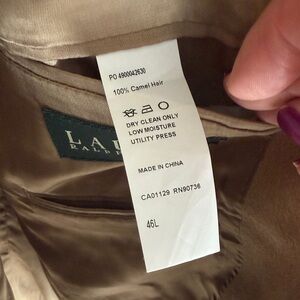 PO 4900042630
100% Camel Hair
DRY CLEAN ONLY
LOW MOISTURE
UTILITY PRESS
MADE IN CHINA
CA01129 RN90736
46L